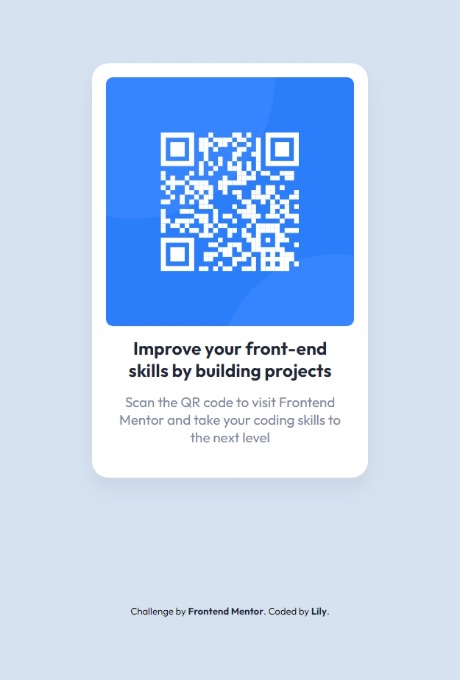 Improve your front-end
skills by building projects
Scan the QR code to visit Frontend
Mentor and take your coding skills to
the next level
Challenge by Frontend Mentor. Coded by Lily.